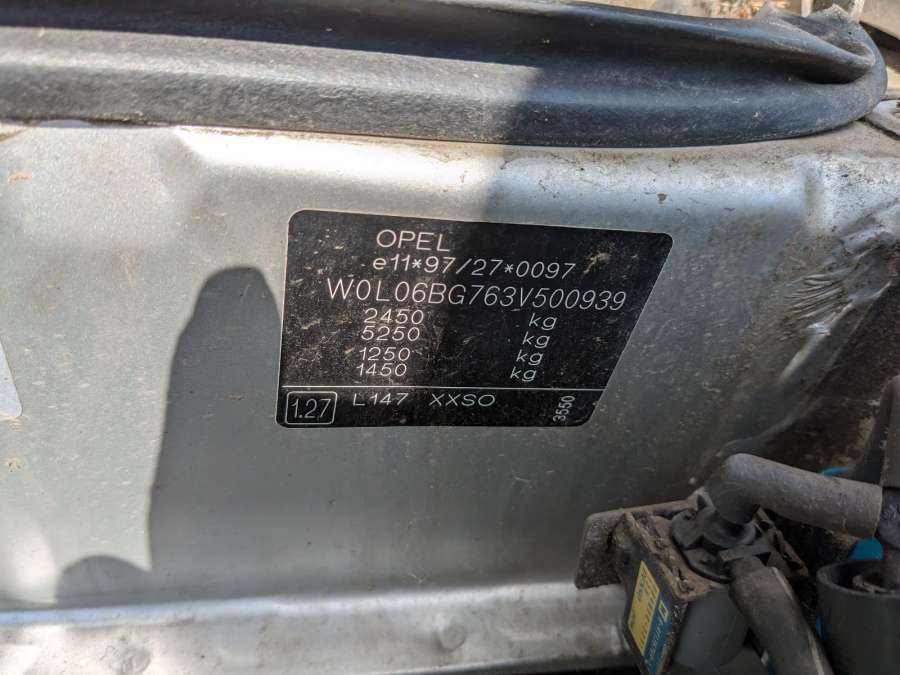 OPEL
e11*97/27*0097
W0L06BG763V500939
2450 kg
5250 kg
1250 kg
1450 kg
1.27 L147 XXSO 3550